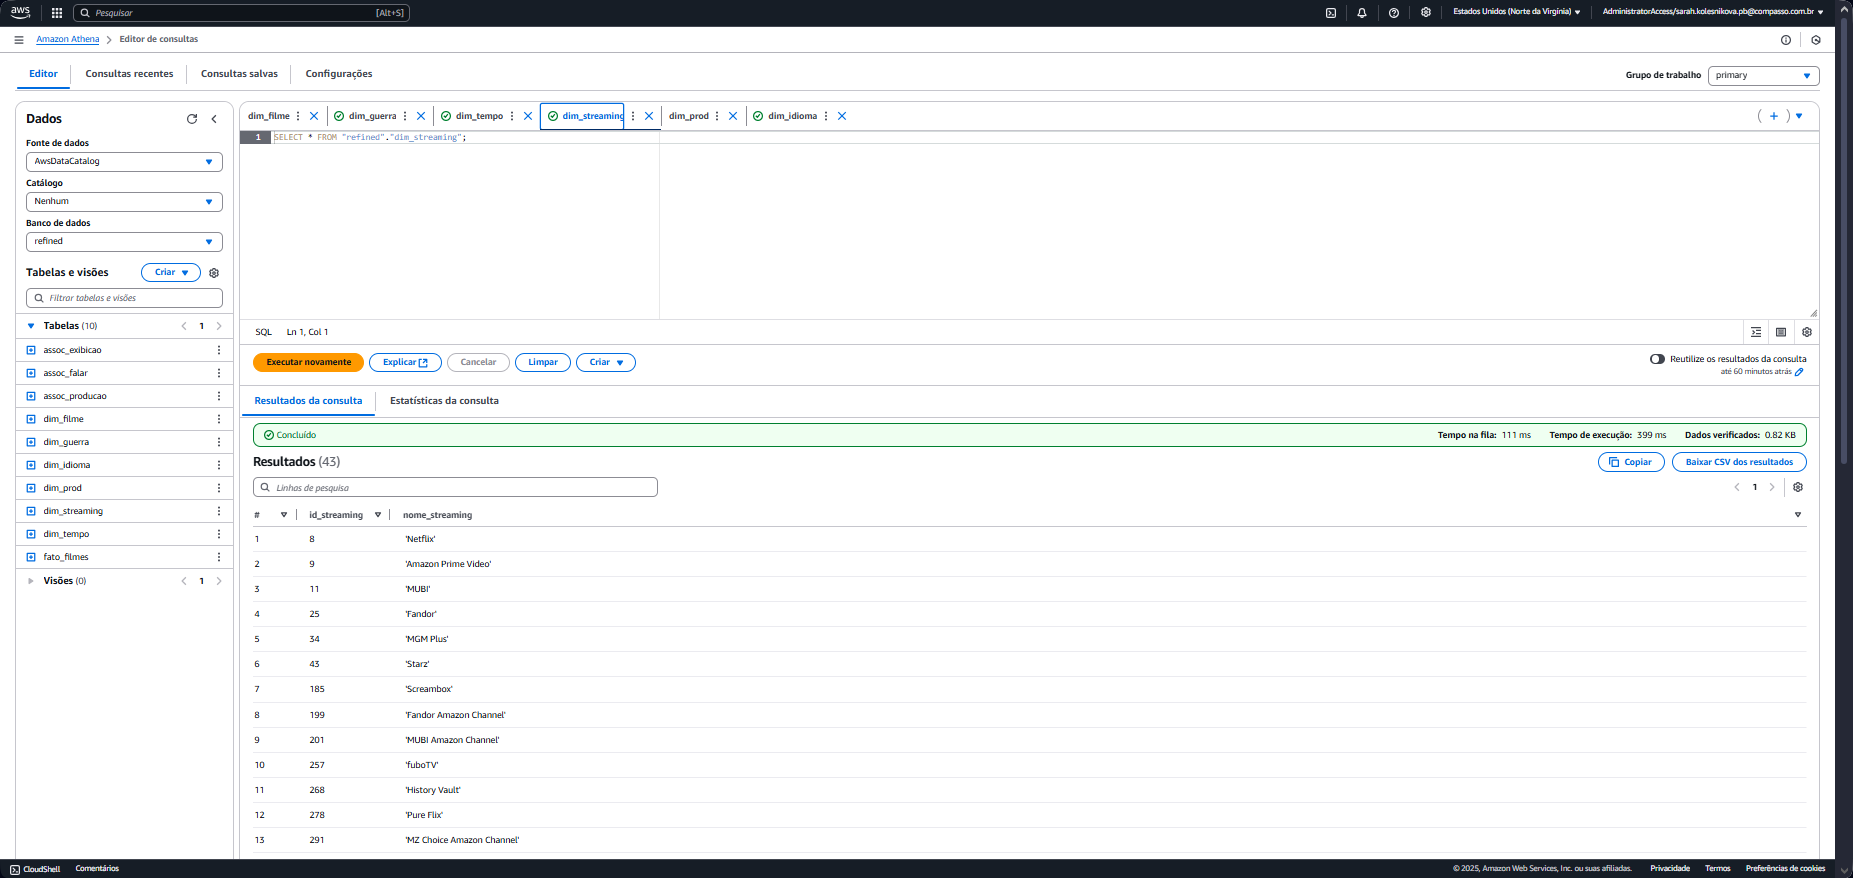 aws
Pesquisar [Alt+S]
Estados Unidos (Norte da Virgínia)
AdministratorAccess/sarah.kolesnikova.pb@compasso.com.br
Amazon Athena
Editor de consultas
Editor
Consultas recentes
Consultas salvas
Configurações
Grupo de trabalho
primary
Dados
Fonte de dados
AwsDataCatalog
Catálogo
Nenhum
Banco de dados
refined
Tabelas e visões
Criar
Filtrar tabelas e visões
Tabelas (10)
1
assoc_exibicao
assoc_falar
assoc_producao
dim_filme
dim_guerra
dim_idioma
dim_prod
dim_streaming
dim_tempo
fato_filmes
Visões (0)
1
dim_filme
dim_guerra
dim_tempo
dim_streaming
dim_prod
dim_idioma
1 SELECT * FROM "refined"."dim_streaming";
SQL
Ln 1, Col 1
Executar novamente
Explicar
Cancelar
Limpar
Criar
Reutilize os resultados da consulta
até 60 minutos atrás
Resultados da consulta
Estatísticas da consulta
Concluído
Tempo na fila: 111 ms
Tempo de execução: 399 ms
Dados verificados: 0.82 KB
Resultados (43)
Copiar
Baixar CSV dos resultados
Linhas de pesquisa
1
# id_streaming nome_streaming
1 8 'Netflix'
2 9 'Amazon Prime Video'
3 11 'MUBI'
4 25 'Fandor'
5 34 'MGM Plus'
6 43 'Starz'
7 185 'Screambox'
8 199 'Fandor Amazon Channel'
9 201 'MUBI Amazon Channel'
10 257 'fuboTV'
11 268 'History Vault'
12 278 'Pure Flix'
13 291 'MZ Choice Amazon Channel'
CloudShell
Comentários
© 2025, Amazon Web Services, Inc. ou suas afiliadas.
Privacidade
Termos
Preferências de cookies